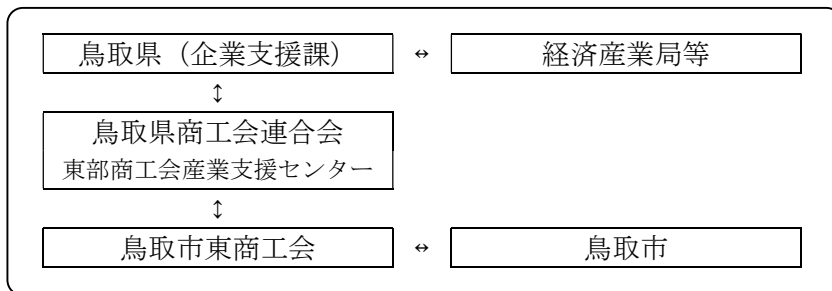 鳥取県（企業支援課） ↔ 経済産業局等
↕
鳥取県商工会連合会
東部商工会産業支援センター
↕
鳥取市東商工会 ↔ 鳥取市